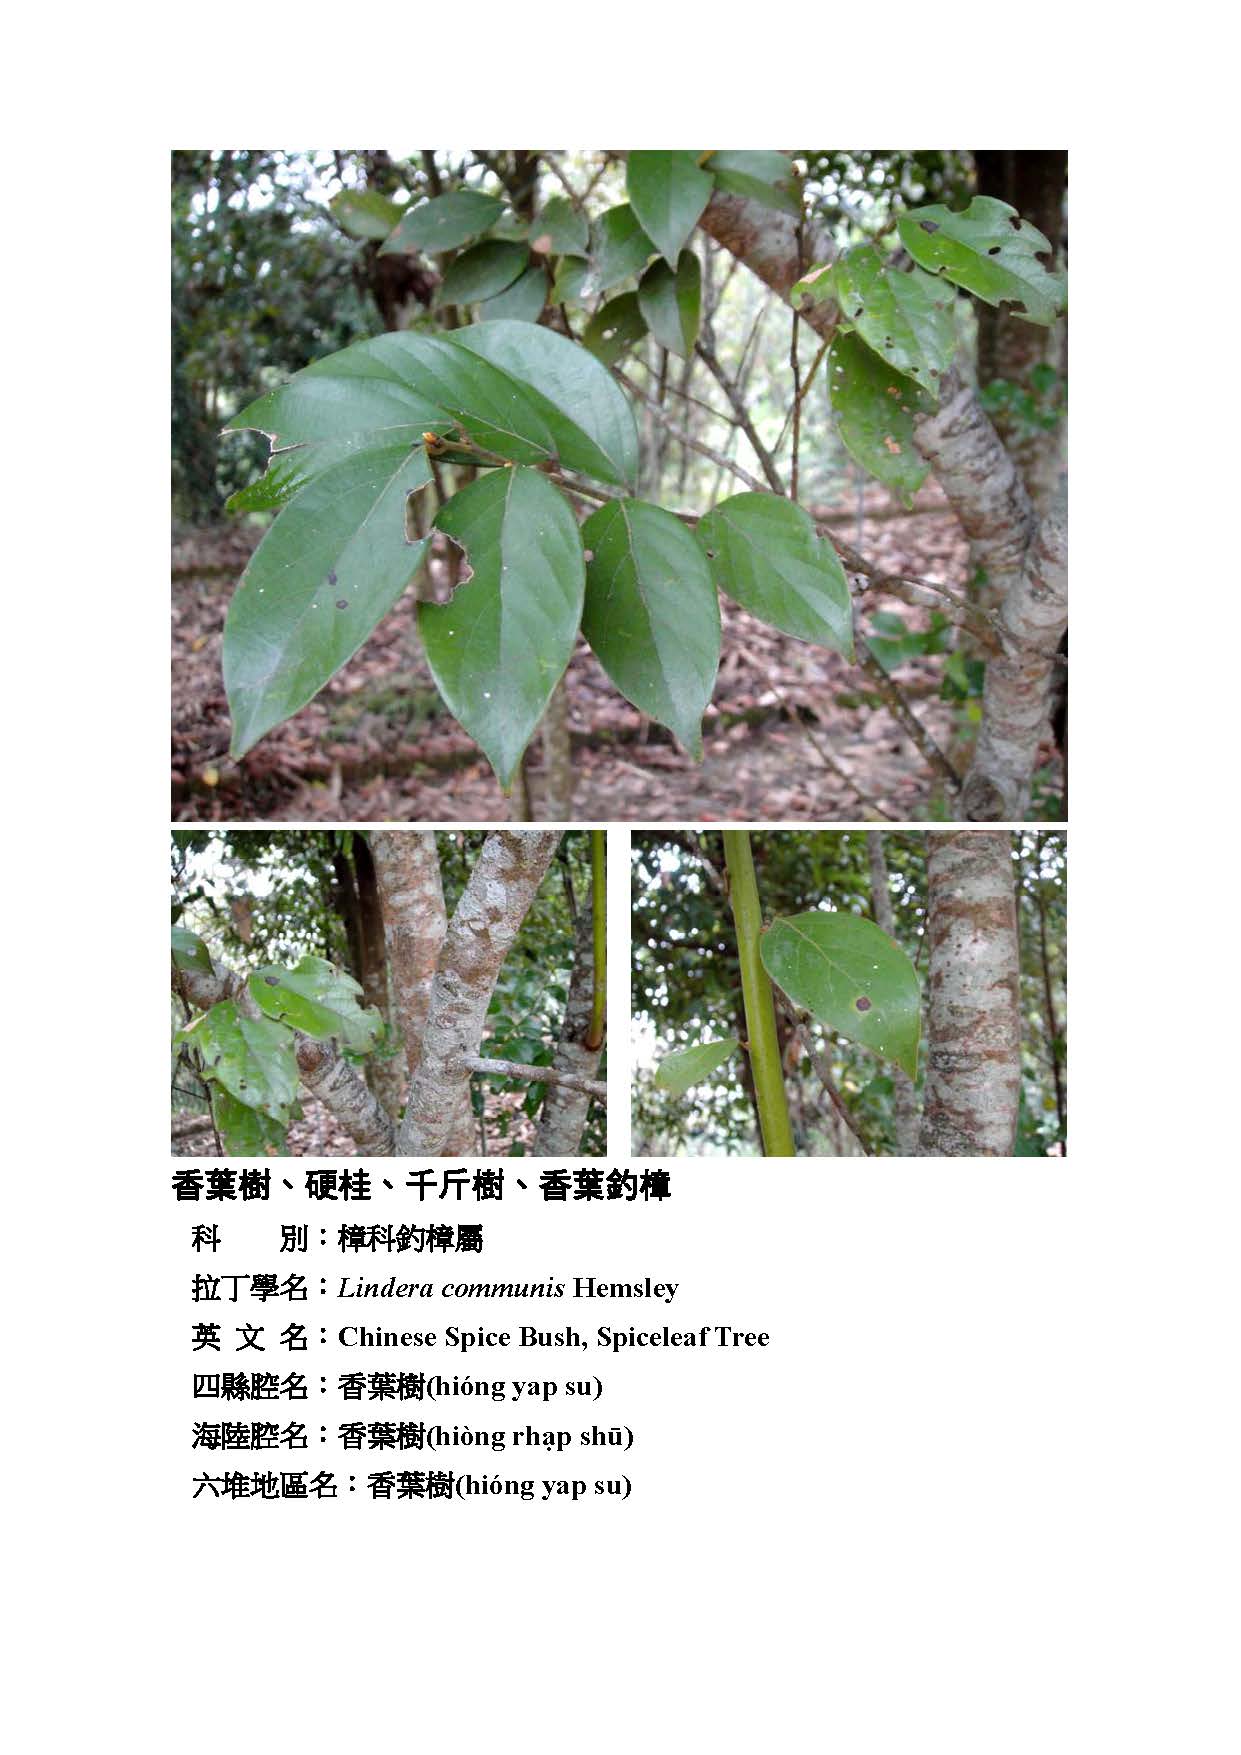 香葉樹、硬桂、千斤樹、香葉釣樟
科　　別：樟科釣樟屬
拉丁學名：Lindera communis Hemsley
英 文 名：Chinese Spice Bush, Spiceleaf Tree
四縣腔名：香葉樹(hióng yap su)
海陸腔名：香葉樹(hiòng rhaṗ shū)
六堆地區名：香葉樹(hióng yap su)